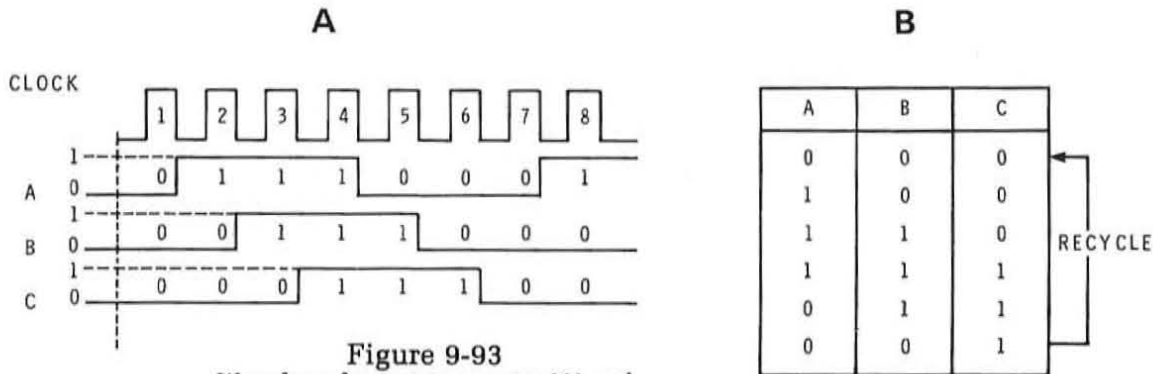 A
CLOCK
1 2 3 4 5 6 7 8
1
0
A
0 1 1 1 0 0 0 1
1
0
B
0 0 1 1 1 0 0 0
1
0
C
0 0 0 1 1 1 0 0
Figure 9-93
B
A B C
0 0 0
1 0 0
1 1 0
1 1 1
0 1 1
0 0 1
RECYCLE